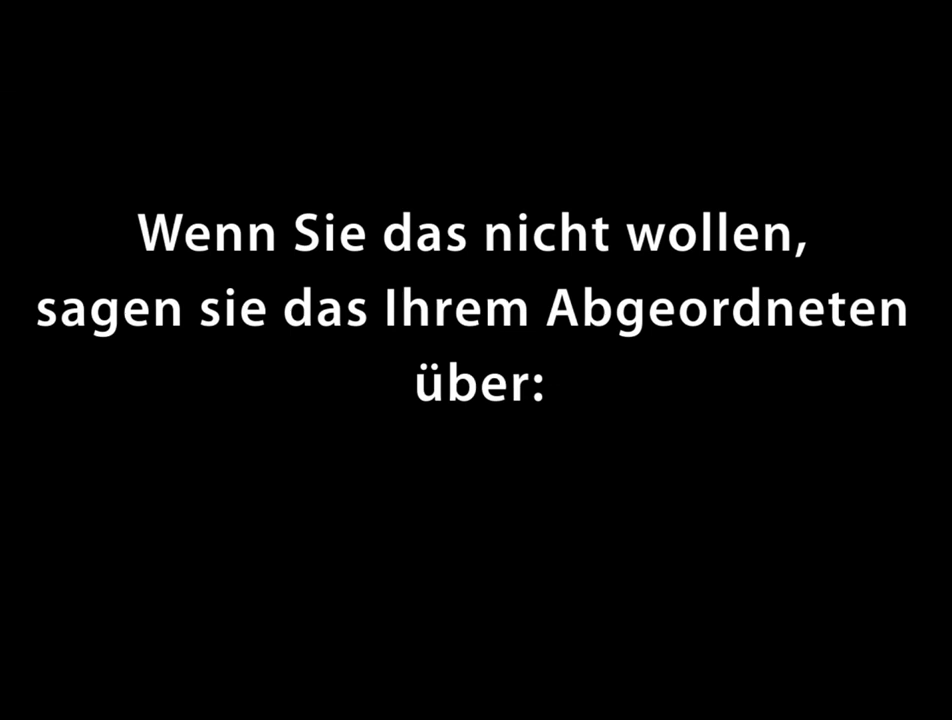 Wenn Sie das nicht wollen,
sagen sie das Ihrem Abgeordneten
über: